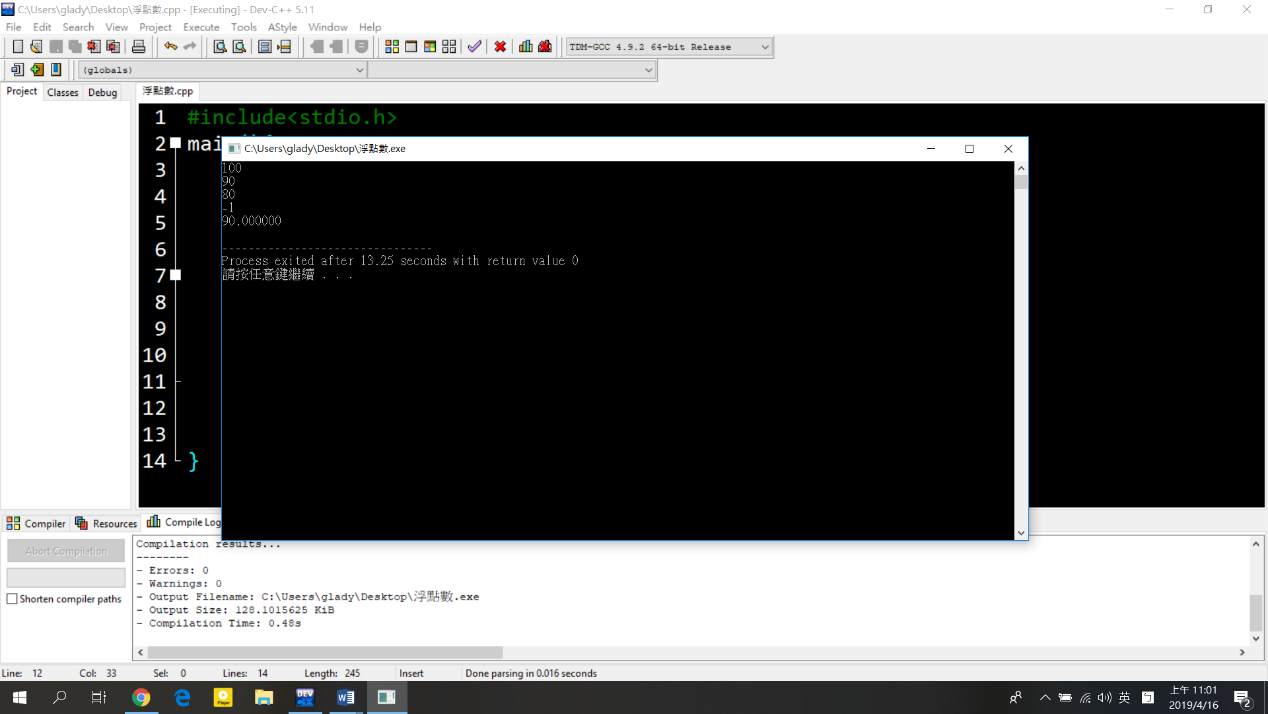 C:\Users\glady\Desktop\浮點數.cpp - [Executing] - Dev-C++ 5.11
File Edit Search View Project Execute Tools AStyle Window Help
TDM-GCC 4.9.2 64-bit Release
(globals)
Project Classes Debug
浮點數.cpp
1 #include<stdio.h>
2
3
4
5
6
7
8
9
10
11
12
13
14 }
C:\Users\glady\Desktop\浮點數.exe
100
90
80
-1
90.000000
--------------------------------
Process exited after 13.25 seconds with return value 0
請按任意鍵繼續 . . .
Compiler Resources Compile Log
Abort Compilation
Shorten compiler paths
Compilation results...
--------
- Errors: 0
- Warnings: 0
- Output Filename: C:\Users\glady\Desktop\浮點數.exe
- Output Size: 128.1015625 KiB
- Compilation Time: 0.48s
Line: 12 Col: 33 Sel: 0 Lines: 14 Length: 245 Insert Done parsing in 0.016 seconds
英
上午 11:01
2019/4/16
2